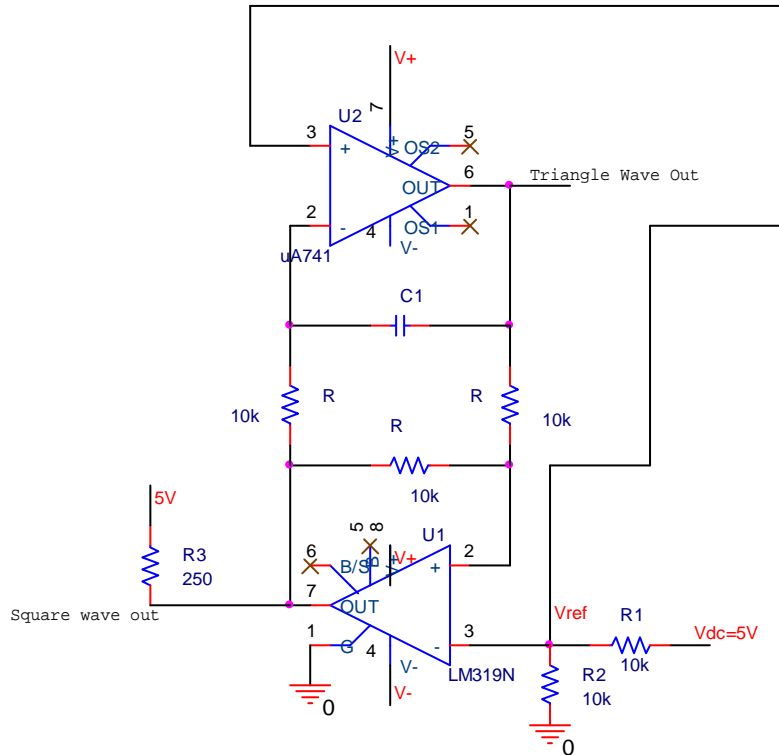 V+
U2
7
3
+
V+
OS2
5
OUT
6
Triangle Wave Out
2
-
4
V-
OS1
1
uA741
C1
R
10k
R
10k
R
10k
5V
R3
250
Square wave out
5
8
U1
6
B/S
B
V+
V+
+
2
7
OUT
1
G
4
V-
-
3
LM319N
V-
0
Vref
R1
10k
Vdc=5V
R2
10k
0